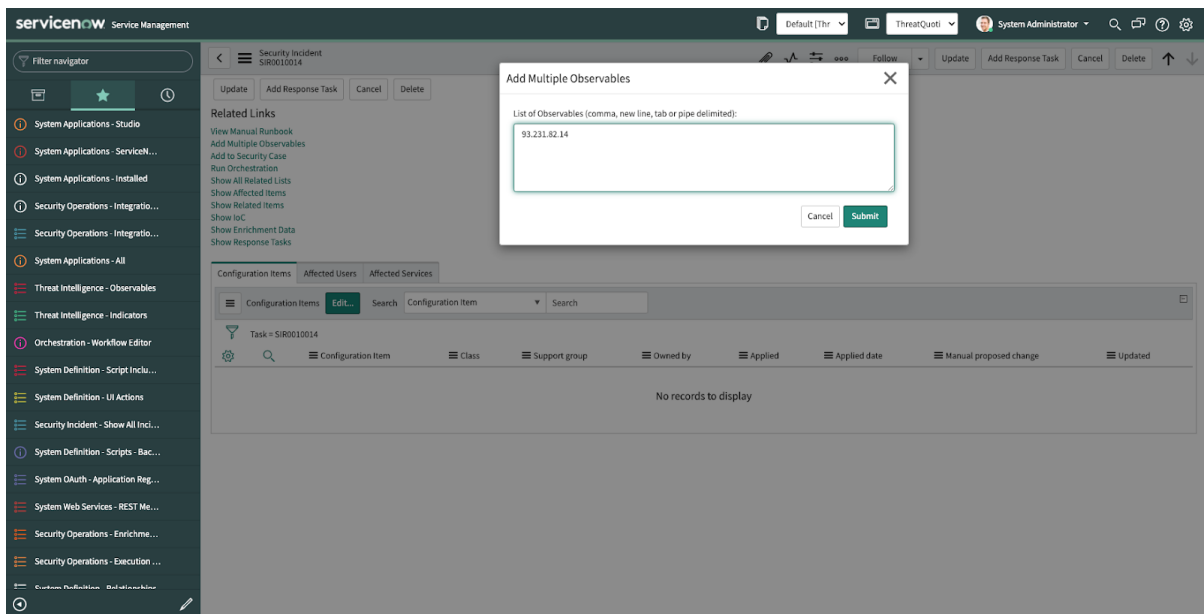 servicenow Service Management
Default [Thr
ThreatQuoti
System Administrator
Filter navigator
System Applications - Studio
System Applications - ServiceN...
System Applications - Installed
Security Operations - Integratio...
Security Operations - Integratio...
System Applications - All
Threat Intelligence - Observables
Threat Intelligence - Indicators
Orchestration - Workflow Editor
System Definition - Script Inclu...
System Definition - UI Actions
Security Incident - Show All Inci...
System Definition - Scripts - Bac...
System OAuth - Application Reg...
System Web Services - REST Me...
Security Operations - Enrichme...
Security Operations - Execution ...
System Definition - Relationships
Security Incident
SIR0010014
Follow
Update
Add Response Task
Cancel
Delete
Update
Add Response Task
Cancel
Delete
Related Links
View Manual Runbook
Add Multiple Observables
Add to Security Case
Run Orchestration
Show All Related Lists
Show Affected Items
Show Related Items
Show IoC
Show Enrichment Data
Show Response Tasks
Add Multiple Observables
List of Observables (comma, new line, tab or pipe delimited):
93.231.82.14
Cancel
Submit
Configuration Items
Affected Users
Affected Services
Configuration Items
Edit...
Search
Configuration Item
Search
Task = SIR0010014
Configuration Item
Class
Support group
Owned by
Applied
Applied date
Manual proposed change
Updated
No records to display